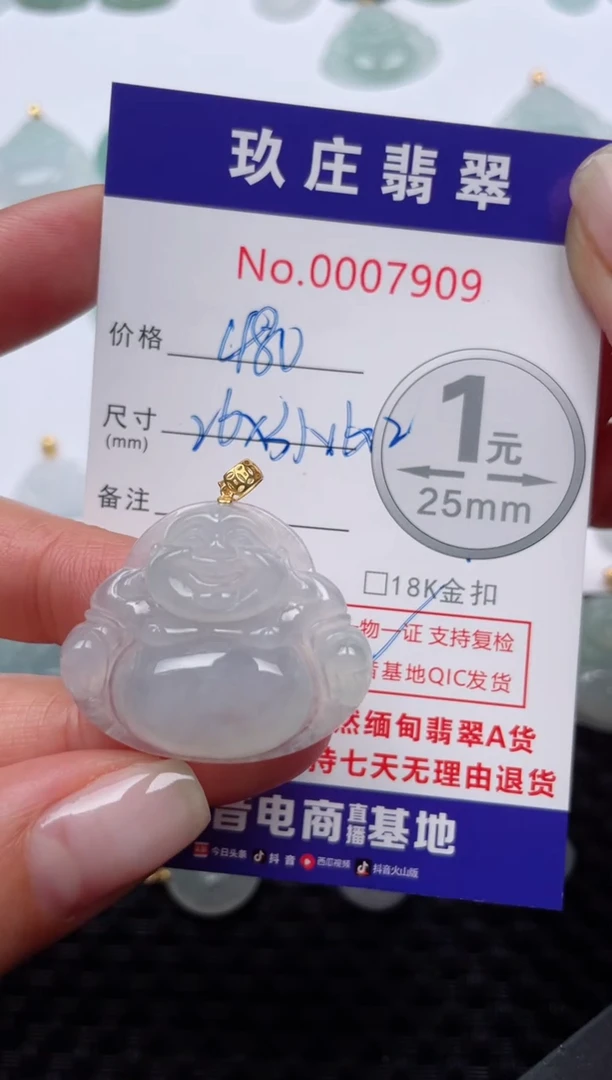 玖庄翡翠
No.0007909
价格 480
尺寸
(mm)
备注
1元
25mm
□18K金扣
物一证 支持复检
基地QIC发货
然缅甸翡翠A货
持七天无理由退货
音电商直播基地
今日头条 抖音 西瓜视频 抖音火山版